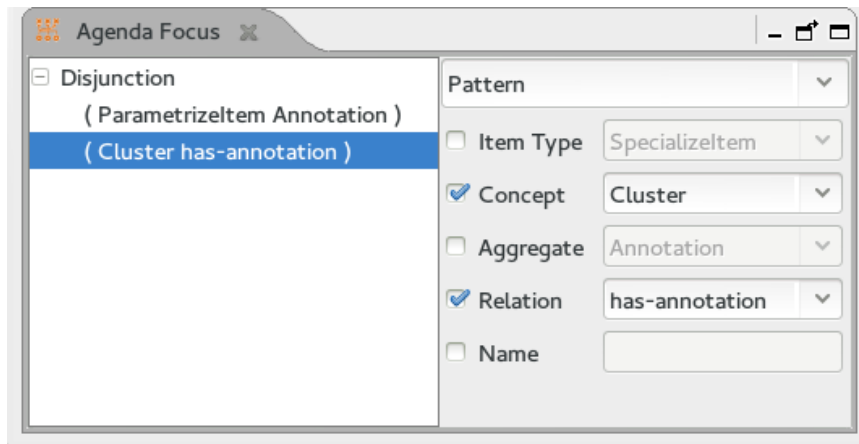 Agenda Focus
Disjunction
( ParametrizeItem Annotation )
( Cluster has-annotation )
Pattern
Item Type SpecializeItem
Concept Cluster
Aggregate Annotation
Relation has-annotation
Name